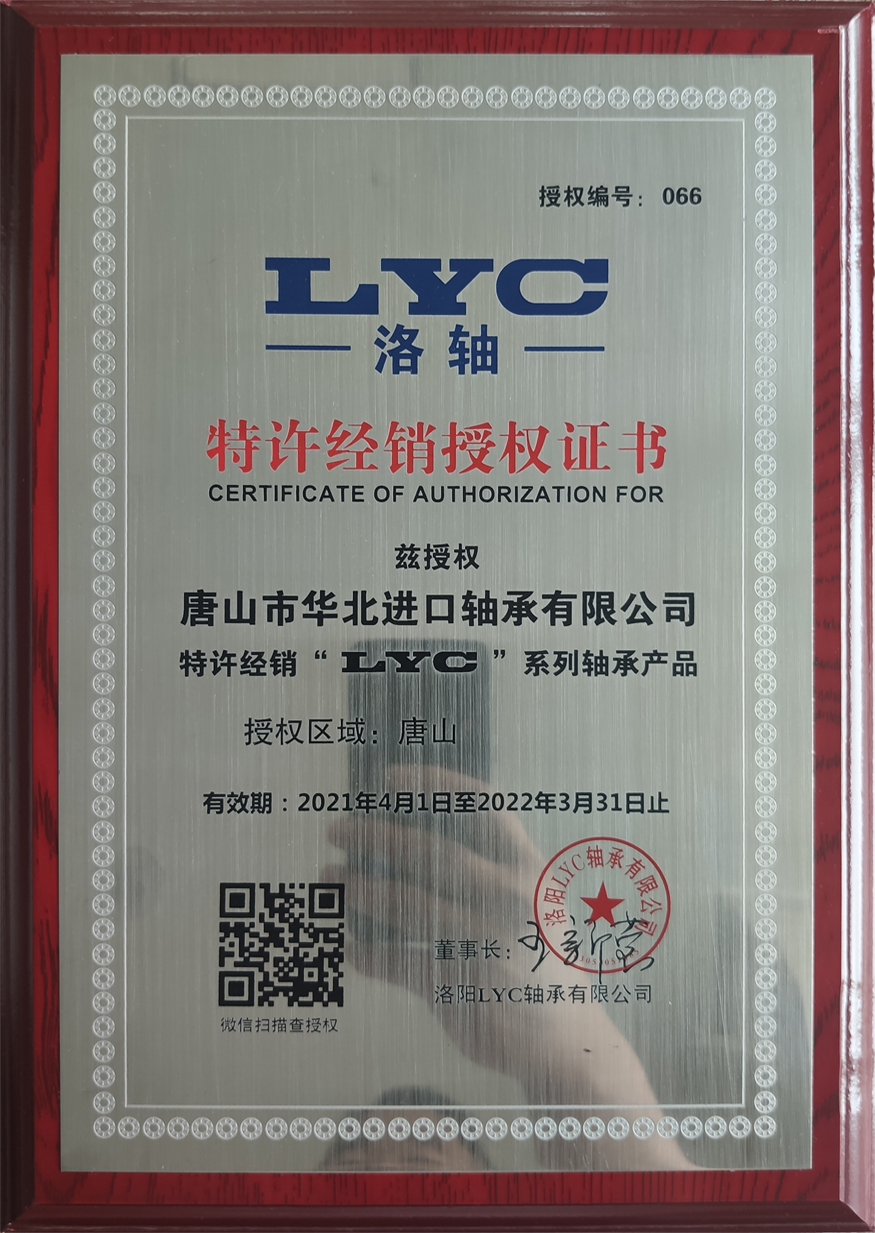 授权编号： 066
LYC
洛轴
特许经销授权证书
CERTIFICATE OF AUTHORIZATION FOR
兹授权
唐山市华北进口轴承有限公司
特许经销“LYC”系列轴承产品
授权区域：唐山
有效期：2021年4月1日至2022年3月31日止
洛阳LYC轴承有限公司
董事长：
洛阳LYC轴承有限公司
微信扫描查授权